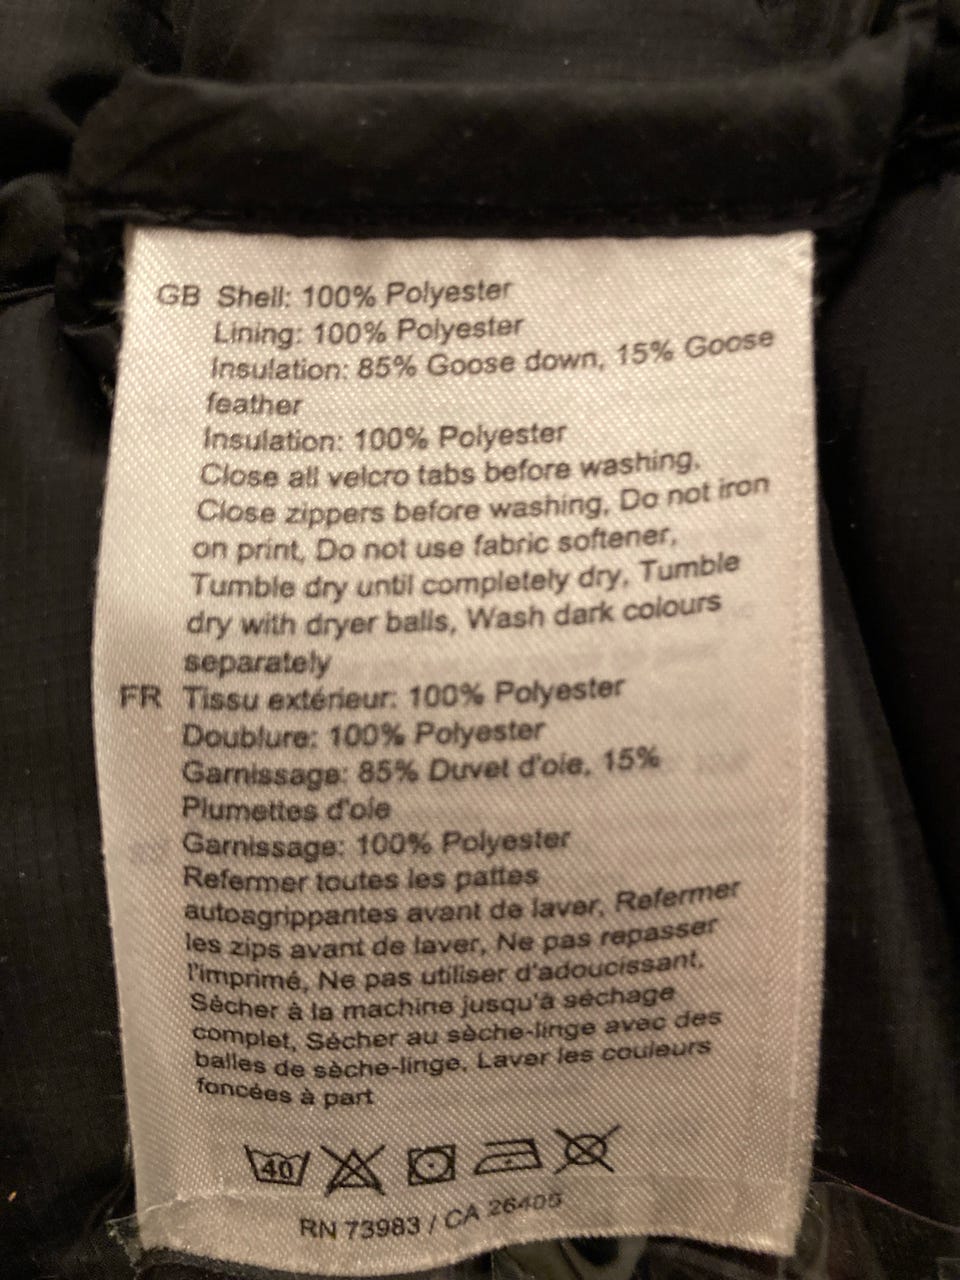 GB Shell: 100% Polyester
Lining: 100% Polyester
Insulation: 85% Goose down, 15% Goose
feather
Insulation: 100% Polyester
Close all velcro tabs before washing,
Close zippers before washing, Do not iron
on print, Do not use fabric softener,
Tumble dry until completely dry, Tumble
dry with dryer balls, Wash dark colours
separately
FR Tissu extérieur: 100% Polyester
Doublure: 100% Polyester
Garnissage: 85% Duvet d'oie, 15%
Plumettes d'oie
Garnissage: 100% Polyester
Refermer toutes les pattes
autoagrippantes avant de laver, Refermer
les zips avant de laver, Ne pas repasser
l'imprimé, Ne pas utiliser d'adoucissant,
Sécher à la machine jusqu'à séchage
complet, Sécher au sèche-linge avec des
balles de sèche-linge, Laver les couleurs
foncées à part
40
RN 73983 / CA 26405